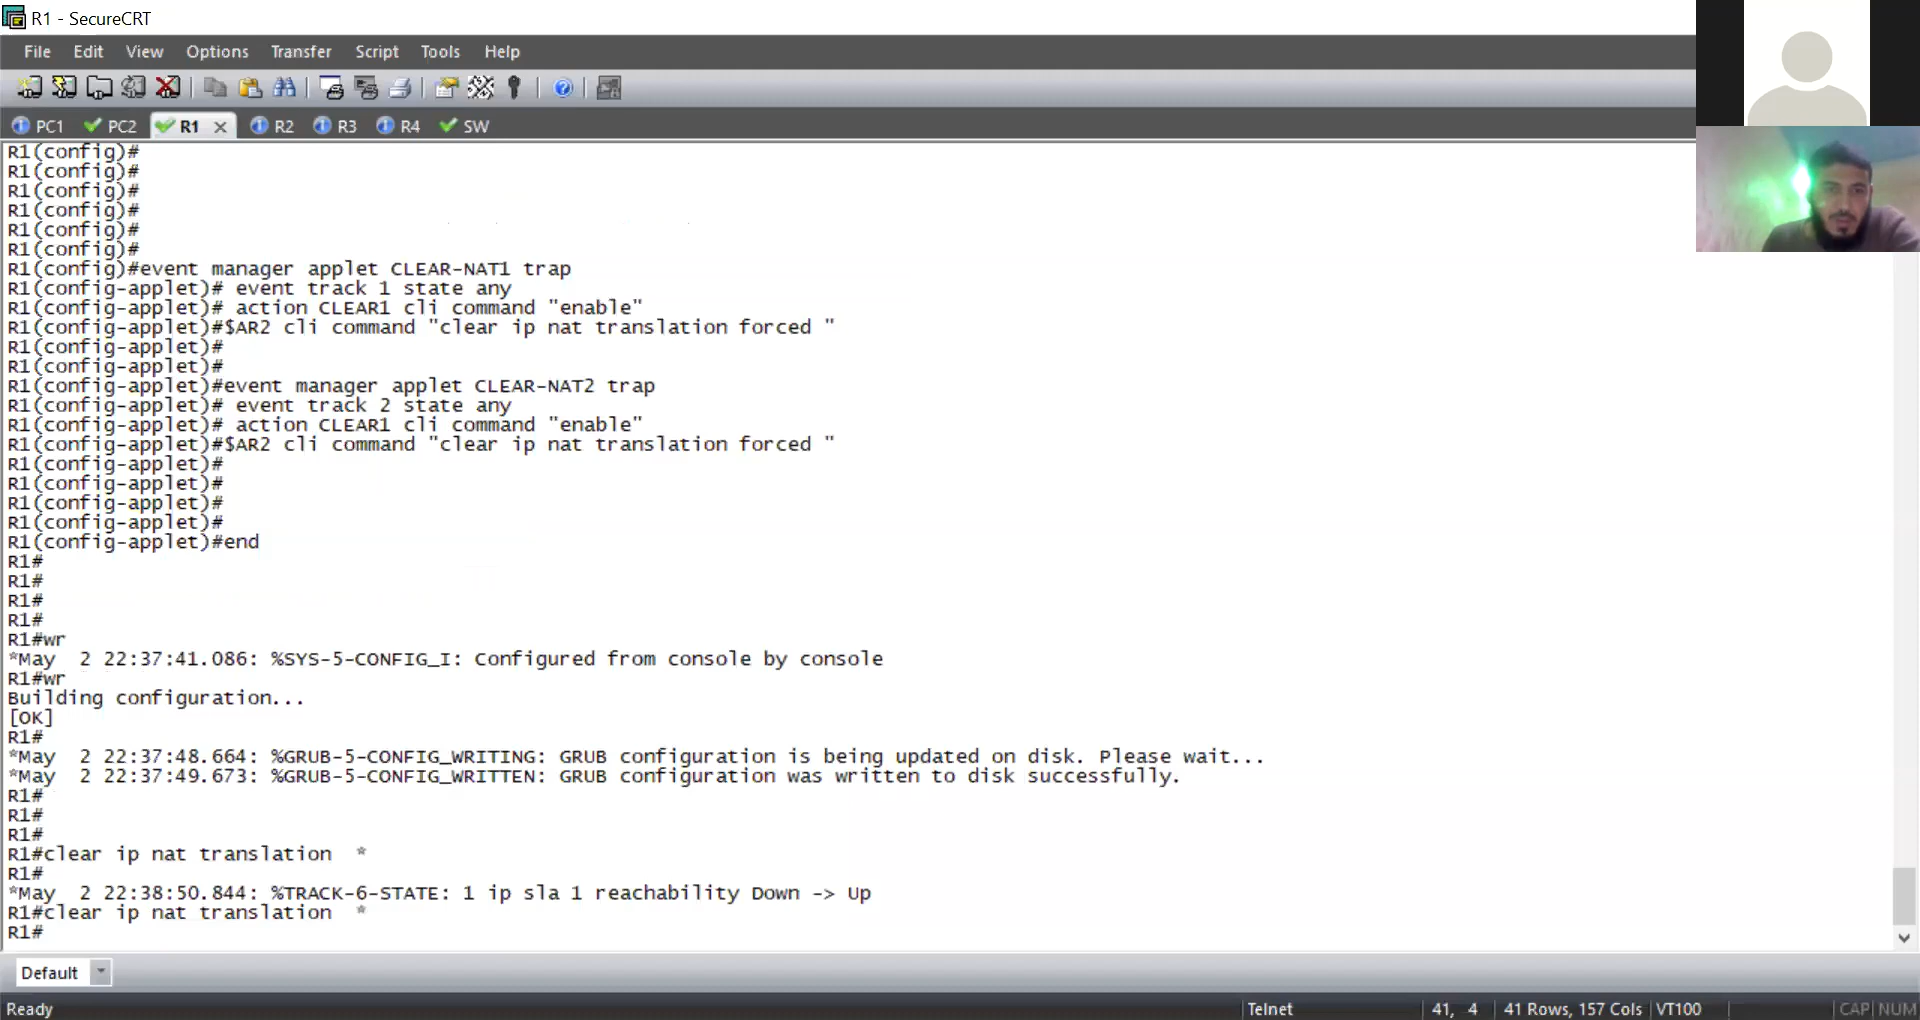 R1 - SecureCRT
File Edit View Options Transfer Script Tools Help
PC1 PC2 R1 R2 R3 R4 SW
R1(config)#
R1(config)#
R1(config)#
R1(config)#
R1(config)#
R1(config)#
R1(config)#event manager applet CLEAR-NAT1 trap
R1(config-applet)# event track 1 state any
R1(config-applet)# action CLEAR1 cli command "enable"
R1(config-applet)#$AR2 cli command "clear ip nat translation forced "
R1(config-applet)#
R1(config-applet)#
R1(config-applet)#event manager applet CLEAR-NAT2 trap
R1(config-applet)# event track 2 state any
R1(config-applet)# action CLEAR1 cli command "enable"
R1(config-applet)#$AR2 cli command "clear ip nat translation forced "
R1(config-applet)#
R1(config-applet)#
R1(config-applet)#
R1(config-applet)#
R1(config-applet)#end
R1#
R1#
R1#
R1#
R1#wr
*May  2 22:37:41.086: %SYS-5-CONFIG_I: Configured from console by console
R1#wr
Building configuration...
[OK]
R1#
*May  2 22:37:48.664: %GRUB-5-CONFIG_WRITING: GRUB configuration is being updated on disk. Please wait...
*May  2 22:37:49.673: %GRUB-5-CONFIG_WRITTEN: GRUB configuration was written to disk successfully.
R1#
R1#
R1#
R1#clear ip nat translation  *
R1#
*May  2 22:38:50.844: %TRACK-6-STATE: 1 ip sla 1 reachability Down -> Up
R1#clear ip nat translation  *
R1#
Default
Ready Telnet 41, 4 41 Rows, 157 Cols VT100 CAP NUM